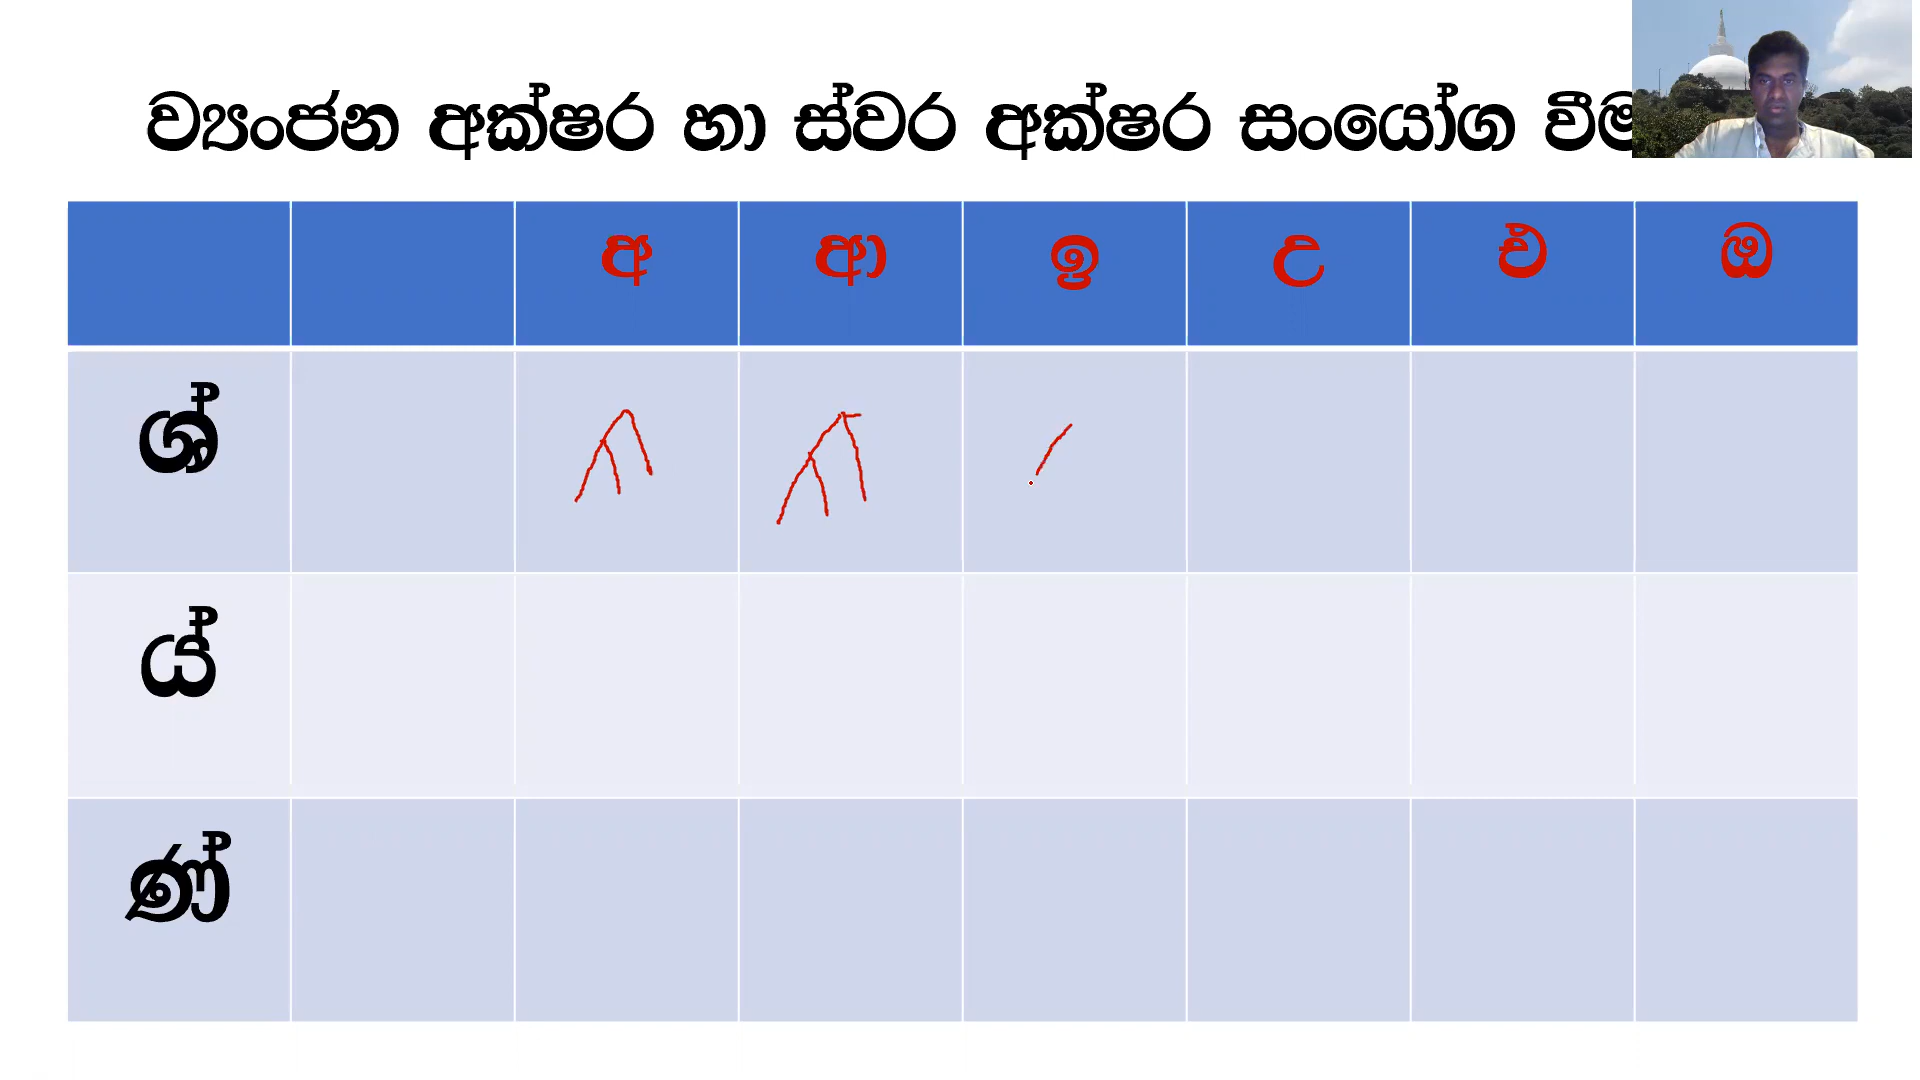 ව්‍යංජන අක්ෂර හා ස්වර අක්ෂර සංයෝග වීම
අ ආ ඉ උ එ ඔ
ශ් 𑀰 𑀰𑀸
ය්
ණ්